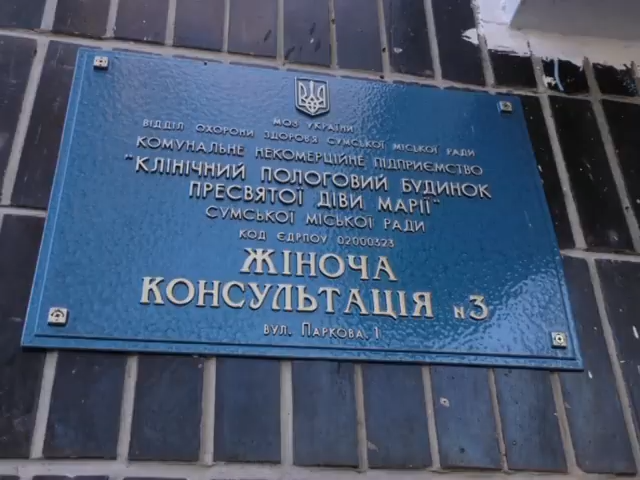 МОЗ УКРАЇНИ
ВІДДІЛ ОХОРОНИ ЗДОРОВ'Я СУМСЬКОЇ МІСЬКОЇ РАДИ
КОМУНАЛЬНЕ НЕКОМЕРЦІЙНЕ ПІДПРИЄМСТВО
"КЛІНІЧНИЙ ПОЛОГОВИЙ БУДИНОК
ПРЕСВЯТОЇ ДІВИ МАРІЇ"
СУМСЬКОЇ МІСЬКОЇ РАДИ
КОД ЄДРПОУ 02000323
ЖІНОЧА
КОНСУЛЬТАЦІЯ №3
ВУЛ. ПАРКОВА, 1